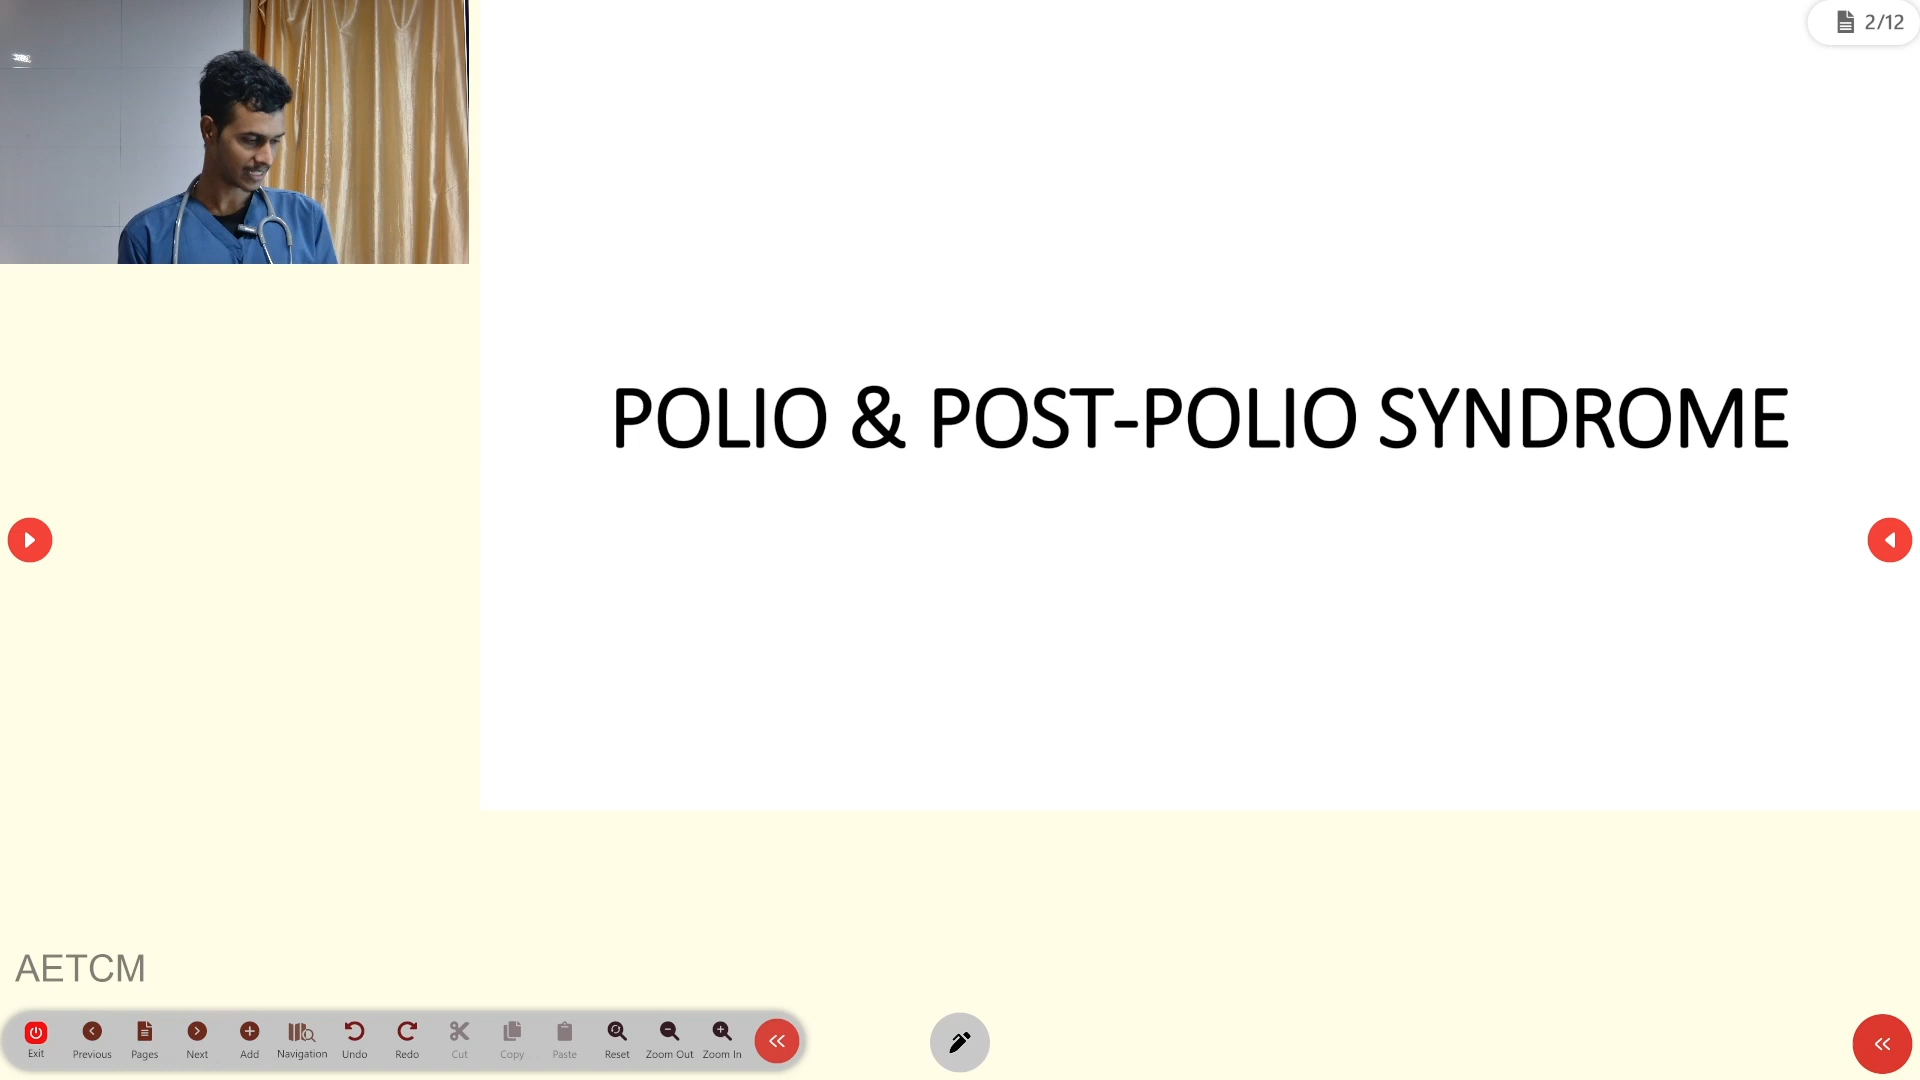 2/12
POLIO & POST-POLIO SYNDROME
AETCM
Exit Previous Pages Next Add Navigation Undo Redo Cut Copy Paste Reset Zoom Out Zoom In